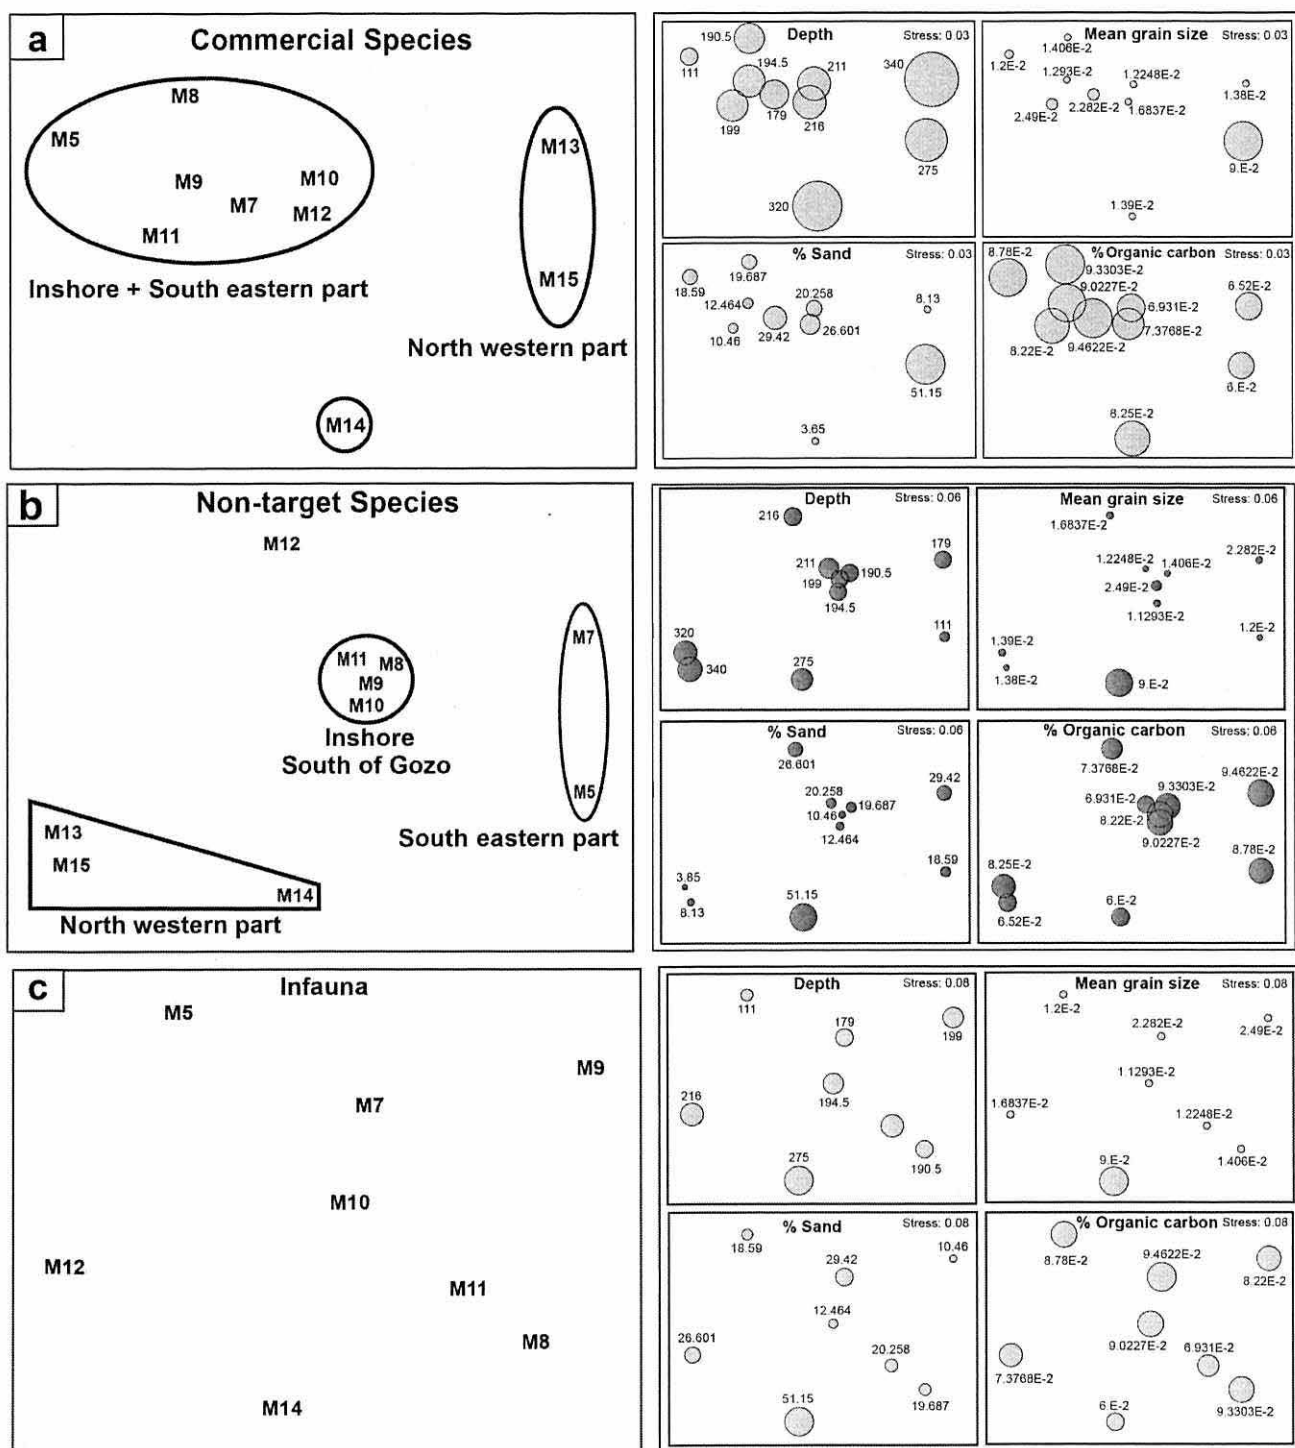 a
Commercial Species
M8
M5
M13
M9
M10
M7
M12
M11
M15
Inshore + South eastern part
North western part
M14
Depth
Stress: 0.03
190.5
111
194.5
211
340
179
199
216
275
320
Mean grain size
Stress: 0.03
1.406E-2
1.2E-2
1.293E-2
1.2248E-2
1.38E-2
2.282E-2
2.49E-2
1.6837E-2
9.E-2
1.39E-2
% Sand
Stress: 0.03
19.687
18.59
12.464
20.258
8.13
10.46
29.42
26.601
51.15
3.65
% Organic carbon
Stress: 0.03
8.78E-2
9.3303E-2
9.0227E-2
6.52E-2
6.931E-2
7.3768E-2
8.22E-2
9.4622E-2
6.E-2
8.25E-2
b
Non-target Species
M12
M7
M11
M8
M9
M10
Inshore
South of Gozo
M5
South eastern part
M13
M15
M14
North western part
Depth
Stress: 0.06
216
179
211
190.5
199
194.5
111
320
340
275
Mean grain size
Stress: 0.06
1.6837E-2
2.282E-2
1.2248E-2
1.406E-2
2.49E-2
1.1293E-2
1.2E-2
1.39E-2
1.38E-2
9.E-2
% Sand
Stress: 0.06
26.601
29.42
20.258
19.687
10.46
12.464
18.59
3.85
8.13
51.15
% Organic carbon
Stress: 0.06
7.3768E-2
9.4622E-2
9.3303E-2
6.931E-2
8.22E-2
9.0227E-2
8.78E-2
8.25E-2
6.52E-2
6.E-2
c
Infauna
M5
M9
M7
M10
M12
M11
M8
M14
Depth
Stress: 0.08
111
179
199
194.5
216
190.5
275
Mean grain size
Stress: 0.08
1.2E-2
2.282E-2
2.49E-2
1.1293E-2
1.6837E-2
1.2248E-2
1.406E-2
9.E-2
% Sand
Stress: 0.08
18.59
10.46
29.42
12.464
26.601
20.258
19.687
51.15
% Organic carbon
Stress: 0.08
8.78E-2
9.4622E-2
8.22E-2
9.0227E-2
6.931E-2
7.3768E-2
9.3303E-2
6 E-2